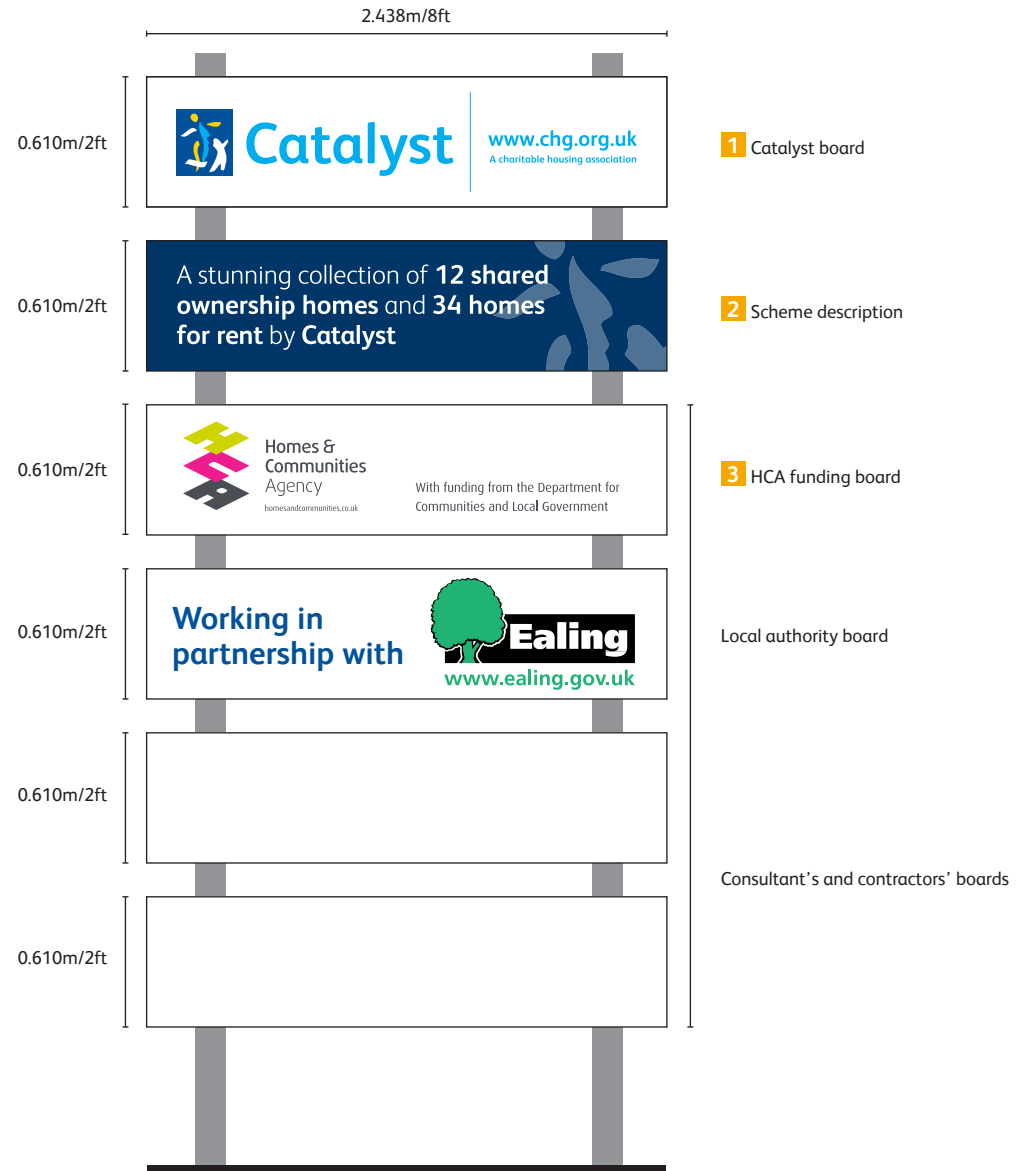 2.438m/8ft
0.610m/2ft
Catalyst
www.chg.org.uk
A charitable housing association
1 Catalyst board
0.610m/2ft
A stunning collection of 12 shared
ownership homes and 34 homes
for rent by Catalyst
2 Scheme description
0.610m/2ft
HCA
Homes &
Communities
Agency
homesandcommunities.co.uk
With funding from the Department for
Communities and Local Government
3 HCA funding board
0.610m/2ft
Working in
partnership with
Ealing
www.ealing.gov.uk
Local authority board
0.610m/2ft
Consultant’s and contractors’ boards
0.610m/2ft